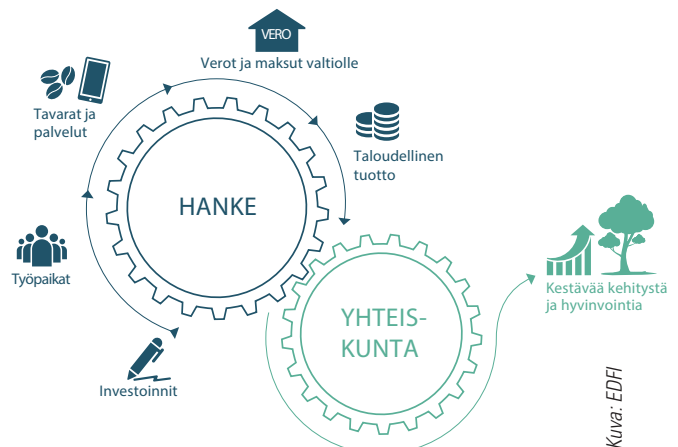 VERO
Verot ja maksut valtiolle
Tavarat ja
palvelut
Taloudellinen
tuotto
HANKE
Työpaikat
Kestävää kehitystä
ja hyvinvointia
YHTEIS-
KUNTA
Investoinnit
Kuva: EDFI